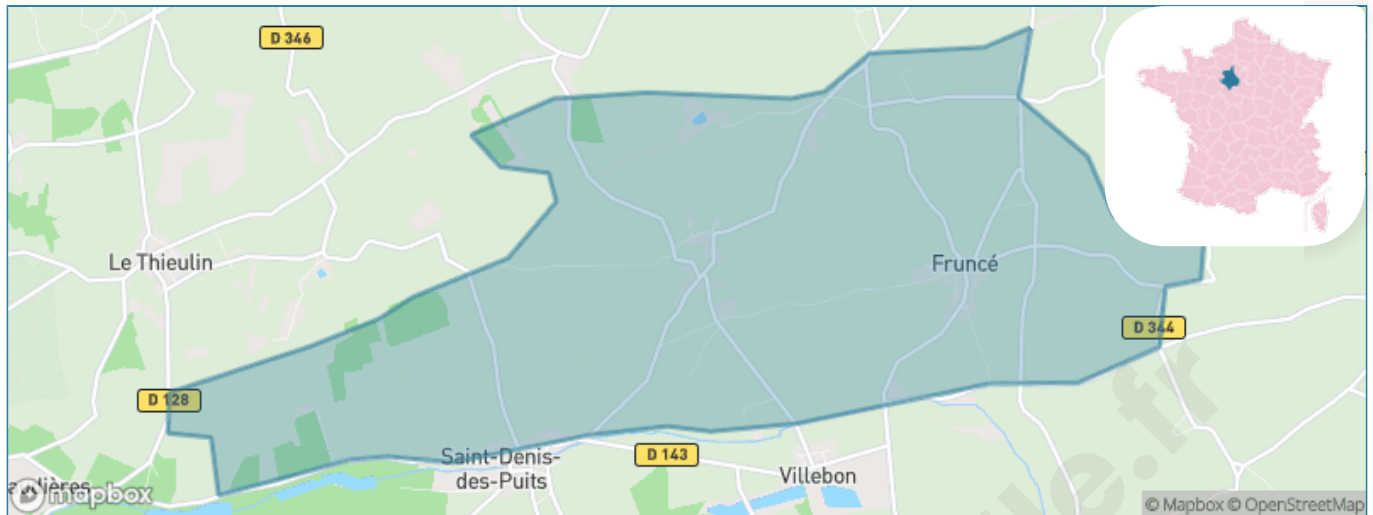 D 346
Le Thieulin
Fruncé
D 344
D 128
Saint-Denis-
des-Puits
D 143
Villebon
mapbox
© Mapbox © OpenStreetMap